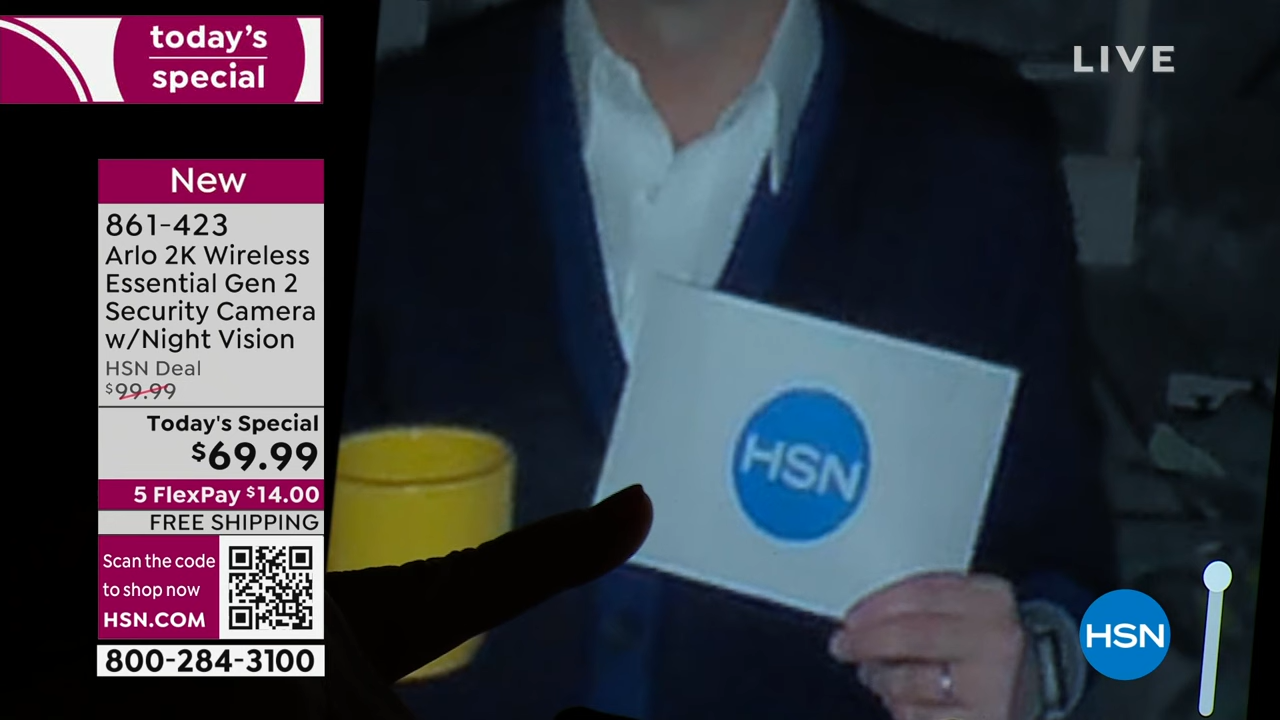 today's
special
LIVE
New
861-423
Arlo 2K Wireless
Essential Gen 2
Security Camera
w/Night Vision
HSN Deal
$99.99
Today's Special
$69.99
5 FlexPay $14.00
FREE SHIPPING
Scan the code
to shop now
HSN.COM
800-284-3100
HSN
HSN